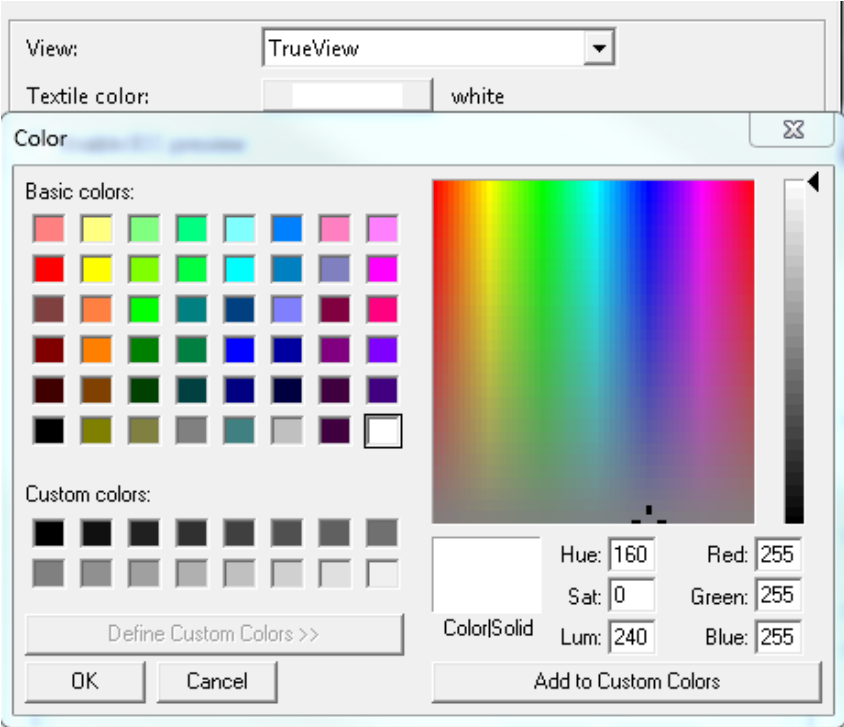 View: TrueView
Textile color: white
Color
Basic colors:
Custom colors:
Define Custom Colors >>
OK Cancel
Color|Solid
Hue: 160 Red: 255
Sat: 0 Green: 255
Lum: 240 Blue: 255
Add to Custom Colors